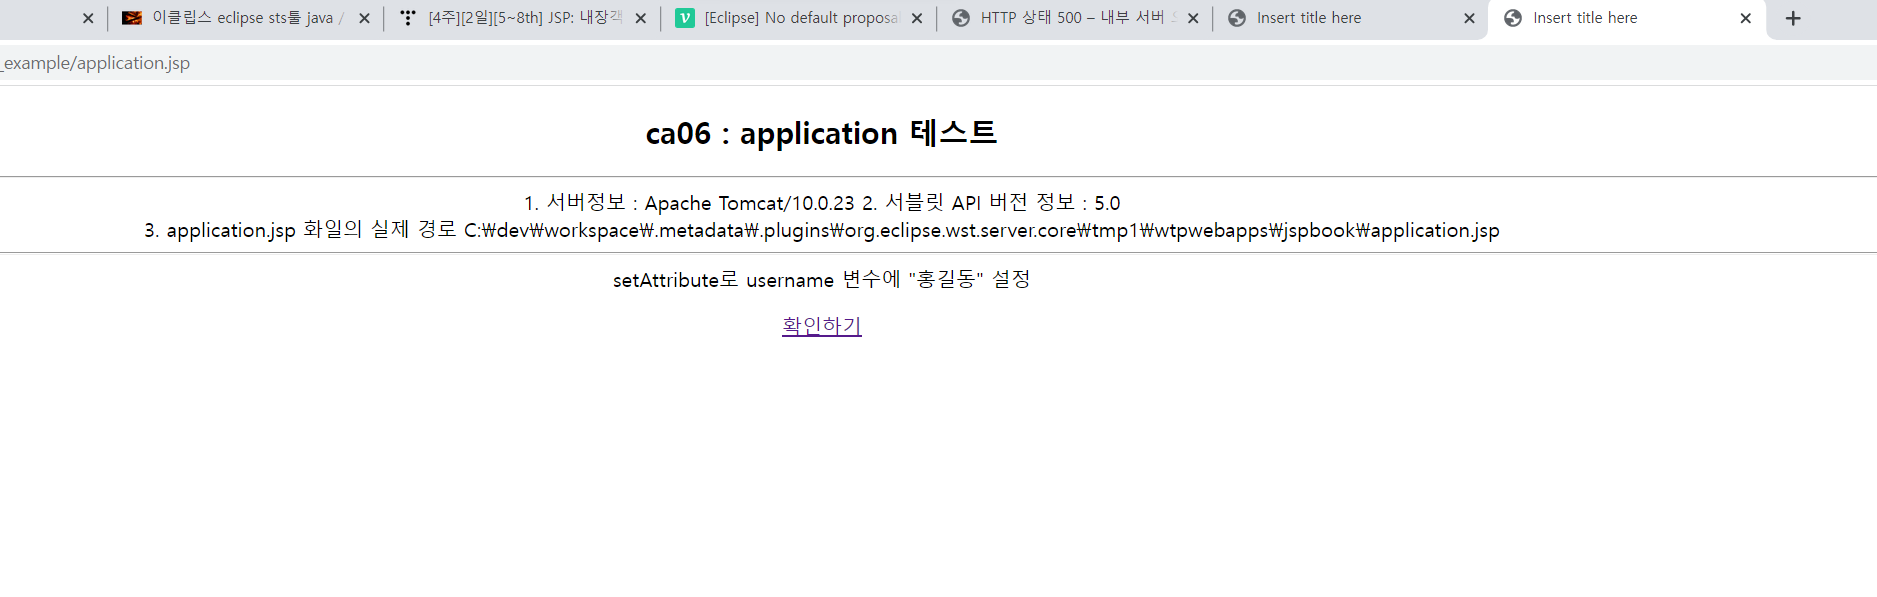 이클립스 eclipse sts툴 java /
[4주][2일][5~8th] JSP: 내장객
[Eclipse] No default proposa
HTTP 상태 500 – 내부 서버
Insert title here
Insert title here
_example/application.jsp
ca06 : application 테스트
1. 서버정보 : Apache Tomcat/10.0.23 2. 서블릿 API 버전 정보 : 5.0
3. application.jsp 화일의 실제 경로 C:₩dev₩workspace₩.metadata₩.plugins₩org.eclipse.wst.server.core₩tmp1₩wtpwebapps₩jspbook₩application.jsp
setAttribute로 username 변수에 "홍길동" 설정
확인하기